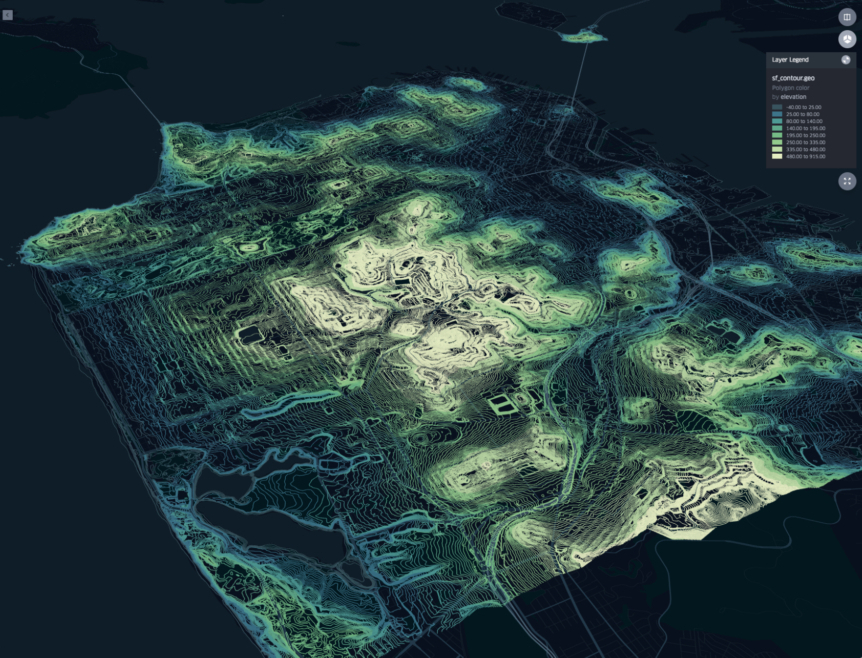 Layer Legend
sf_contour.geo
Polygon color
by elevation
-40.00 to 25.00
25.00 to 80.00
80.00 to 140.00
140.00 to 195.00
195.00 to 250.00
250.00 to 335.00
335.00 to 480.00
480.00 to 915.00